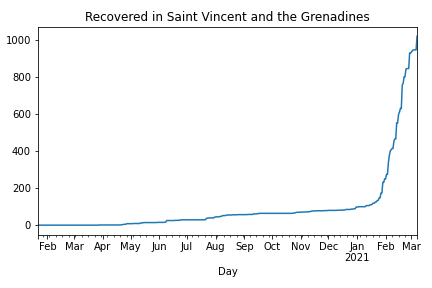 Recovered in Saint Vincent and the Grenadines
1000
800
600
400
200
0
Feb Mar Apr May Jun Jul Aug Sep Oct Nov Dec Jan Feb Mar
2021
Day